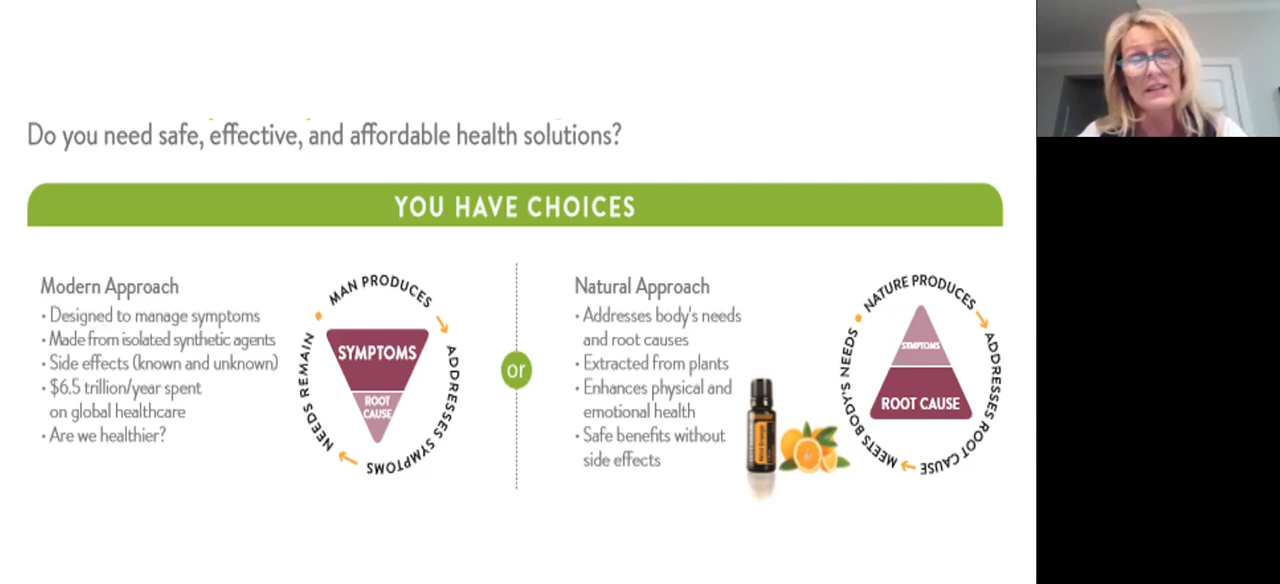 Do you need safe, effective, and affordable health solutions?
YOU HAVE CHOICES
Modern Approach
• Designed to manage symptoms
• Made from isolated synthetic agents
• Side effects (known and unknown)
• $6.5 trillion/year spent
on global healthcare
• Are we healthier?
MAN PRODUCES
ADDRESSES SYMPTOMS
NEEDS REMAIN
SYMPTOMS
ROOT
CAUSE
or
Natural Approach
• Addresses body's needs
and root causes
• Extracted from plants
• Enhances physical and
emotional health
• Safe benefits without
side effects
NATURE PRODUCES
ADDRESSES ROOT CAUSE
MEETS BODY'S NEEDS
SYMPTOMS
ROOT CAUSE